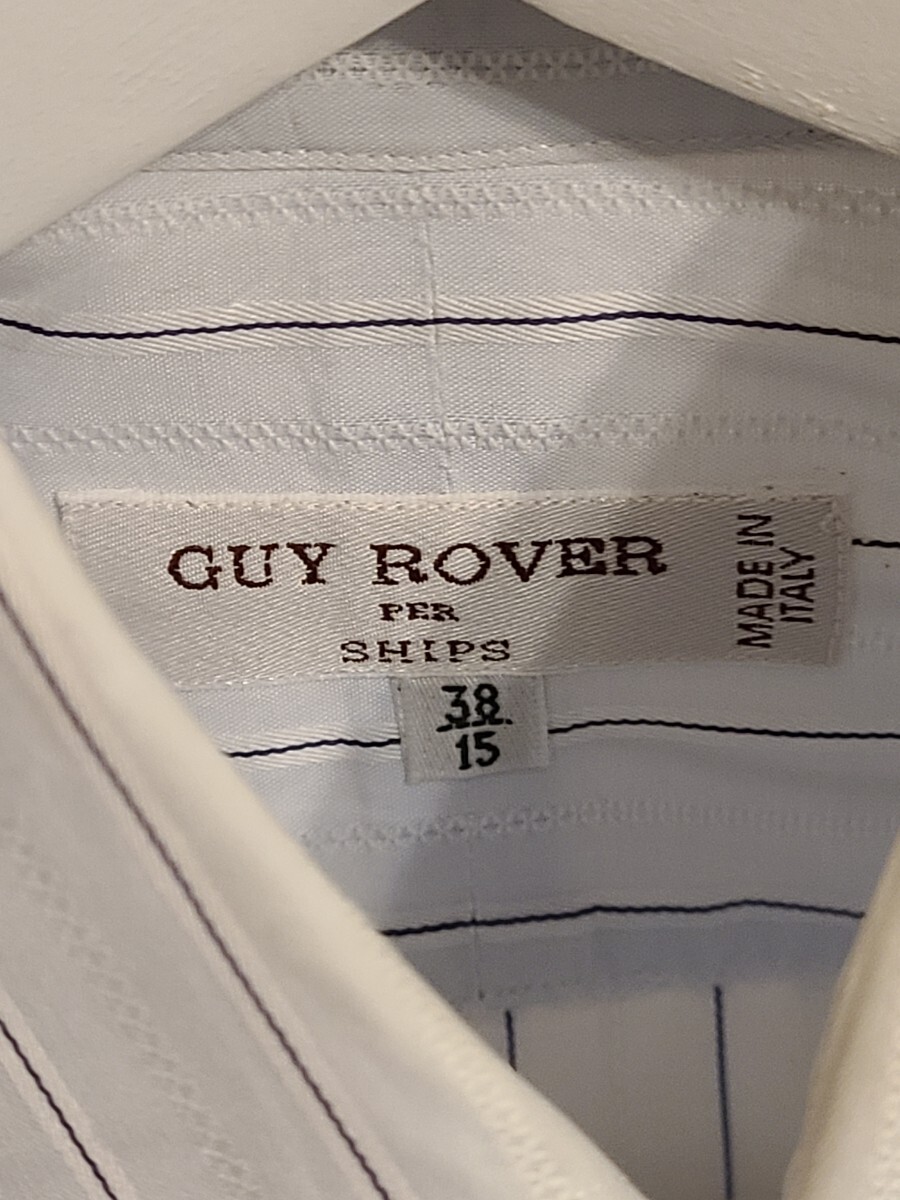 GUY ROVER
PER
SHIPS
MADE IN
ITALY
38
15